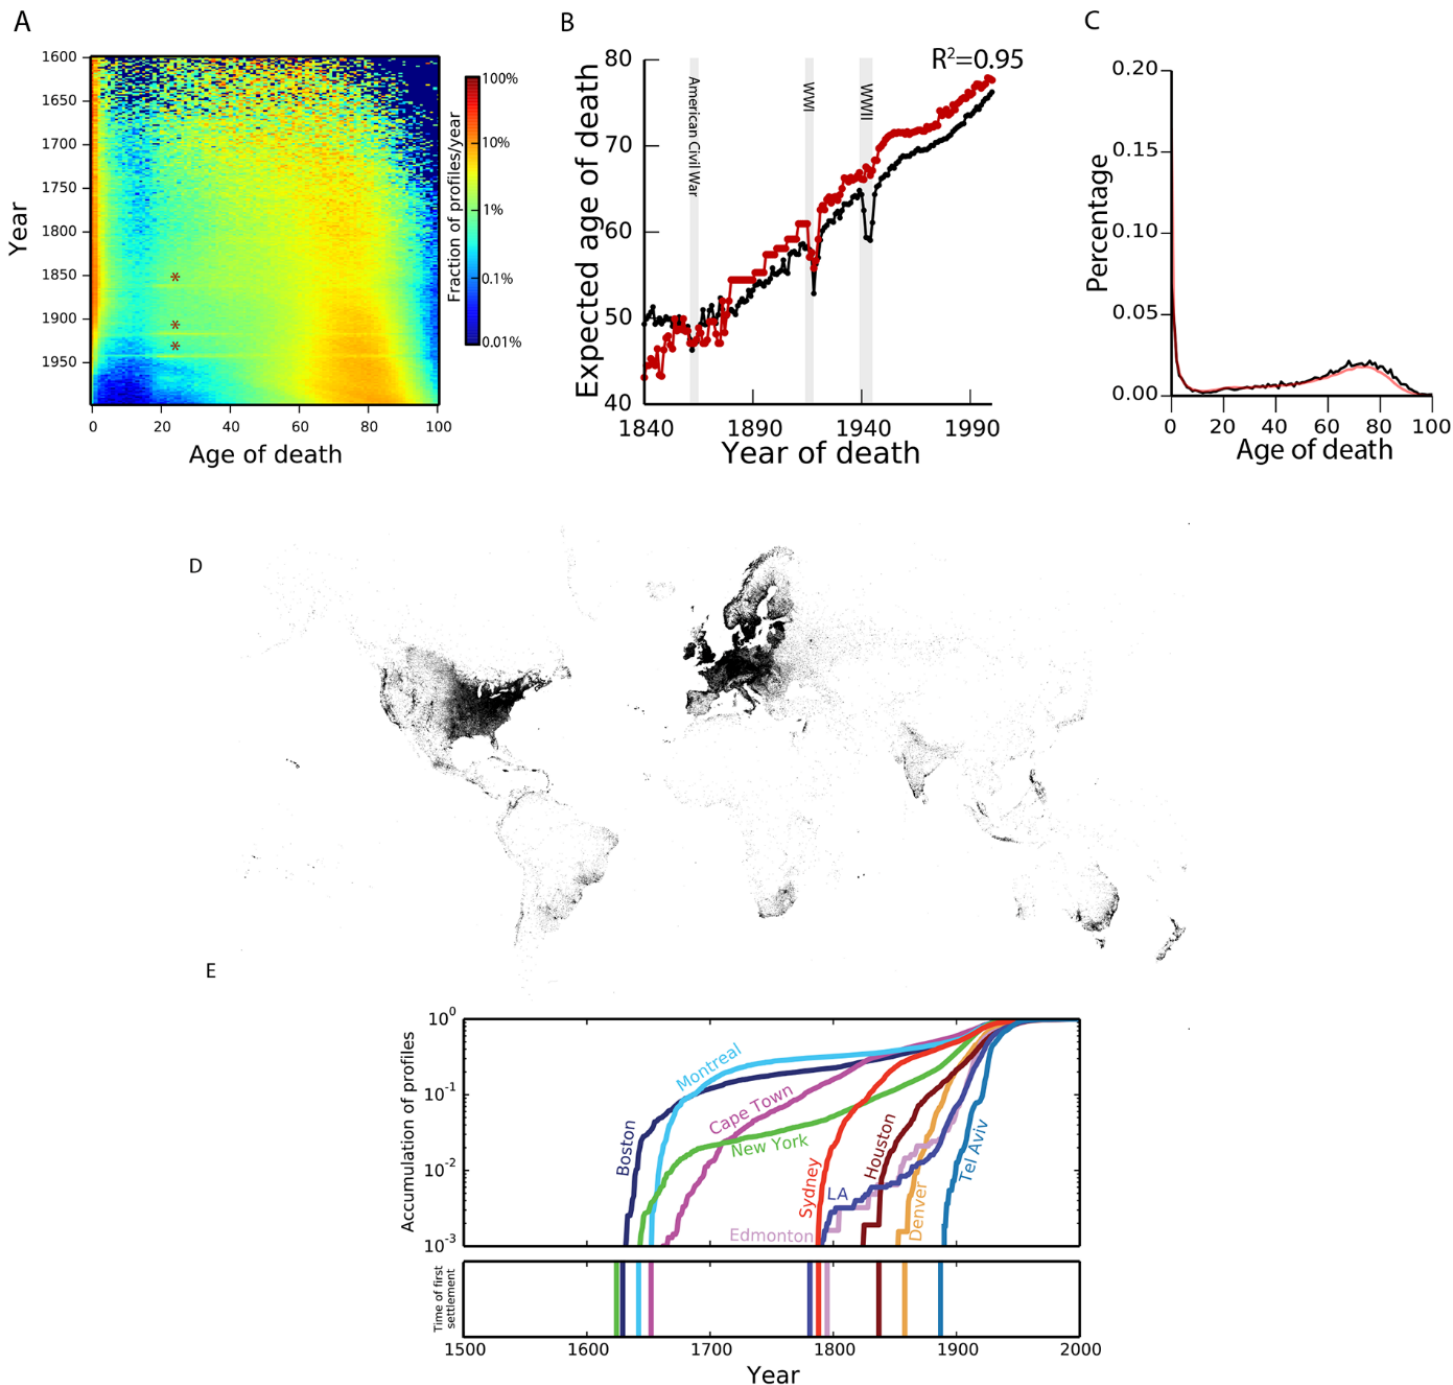 A
1600
1650
1700
1750
1800
1850
1900
1950
Year
*
*
*
0 20 40 60 80 100
Age of death
100%
10%
1%
0.1%
0.01%
Fraction of profiles/year
B
R²=0.95
80
70
60
50
40
Expected age of death
American Civil War
WWI
WWII
1840 1890 1940 1990
Year of death
C
0.20
0.15
0.10
0.05
0.00
Percentage
0 20 40 60 80 100
Age of death
D
E
10⁰
10⁻¹
10⁻²
10⁻³
Accumulation of profiles
Boston
Montreal
Cape Town
New York
Sydney
LA
Edmonton
Houston
Denver
Tel Aviv
Time of first
settlement
1500 1600 1700 1800 1900 2000
Year